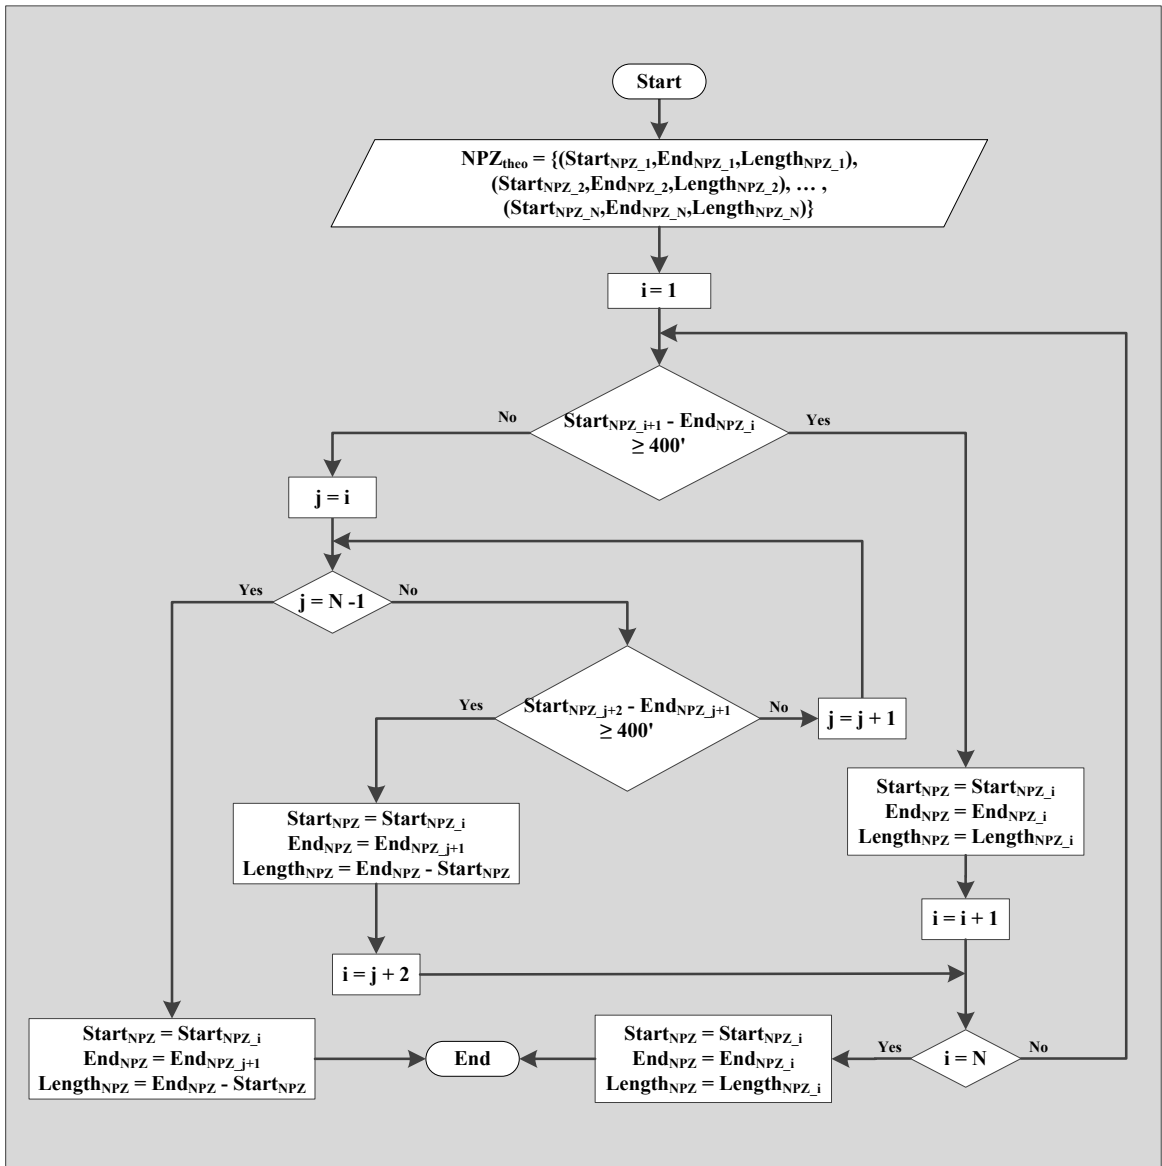 Start
NPZtheo = {(StartNPZ_1,EndNPZ_1,LengthNPZ_1),
(StartNPZ_2,EndNPZ_2,LengthNPZ_2), … ,
(StartNPZ_N,EndNPZ_N,LengthNPZ_N)}
i = 1
StartNPZ_i+1 - EndNPZ_i
≥ 400'
No
Yes
j = i
j = N -1
Yes
No
StartNPZ_j+2 - EndNPZ_j+1
≥ 400'
Yes
No
j = j + 1
StartNPZ = StartNPZ_i
EndNPZ = EndNPZ_j+1
LengthNPZ = EndNPZ - StartNPZ
StartNPZ = StartNPZ_i
EndNPZ = EndNPZ_i
LengthNPZ = LengthNPZ_i
i = i + 1
i = j + 2
StartNPZ = StartNPZ_i
EndNPZ = EndNPZ_j+1
LengthNPZ = EndNPZ - StartNPZ
End
StartNPZ = StartNPZ_i
EndNPZ = EndNPZ_i
LengthNPZ = LengthNPZ_i
Yes
i = N
No